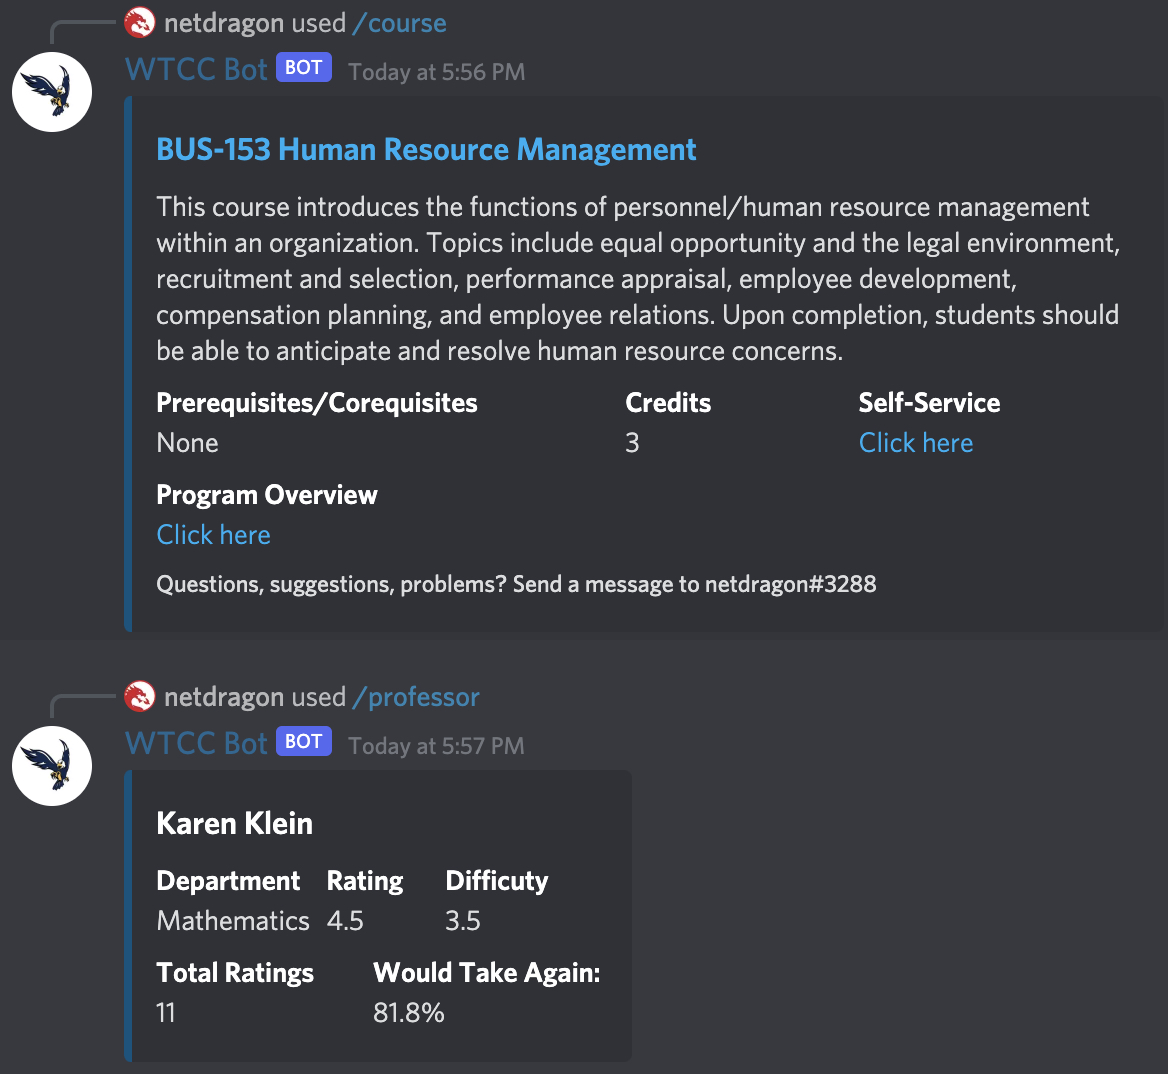 netdragon used /course
WTCC Bot BOT Today at 5:56 PM
BUS-153 Human Resource Management
This course introduces the functions of personnel/human resource management
within an organization. Topics include equal opportunity and the legal environment,
recruitment and selection, performance appraisal, employee development,
compensation planning, and employee relations. Upon completion, students should
be able to anticipate and resolve human resource concerns.
Prerequisites/Corequisites Credits Self-Service
None 3 Click here
Program Overview
Click here
Questions, suggestions, problems? Send a message to netdragon#3288
netdragon used /professor
WTCC Bot BOT Today at 5:57 PM
Karen Klein
Department Rating Difficuty
Mathematics 4.5 3.5
Total Ratings Would Take Again:
11 81.8%